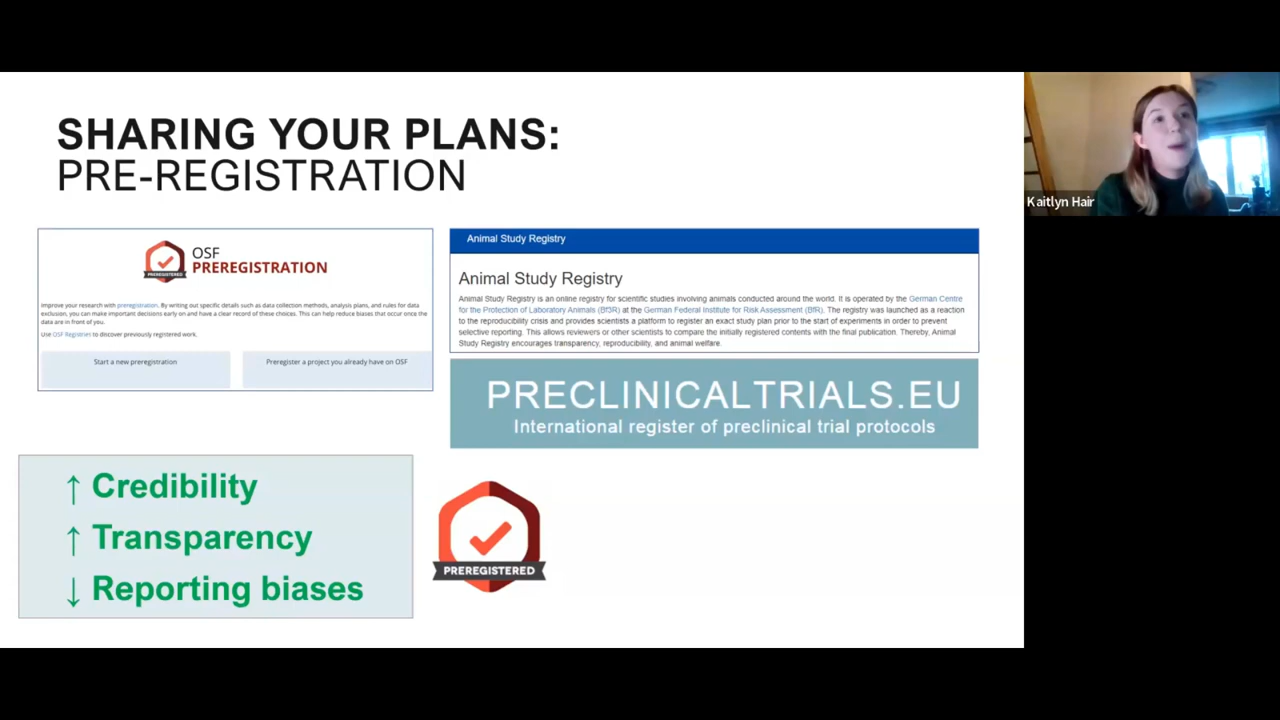 SHARING YOUR PLANS:
PRE-REGISTRATION
OSF
PREREGISTRATION
PREREGISTERED
Improve your research with preregistration. By writing out specific details such as data collection methods, analysis plans, and rules for data
exclusion, you can make important decisions early on and have a clear record of these choices. This can help reduce biases that occur once the
data are in front of you.
Use OSF Registries to discover previously registered work.
Start a new preregistration
Preregister a project you already have on OSF
Animal Study Registry
Animal Study Registry
Animal Study Registry is an online registry for scientific studies involving animals conducted around the world. It is operated by the German Centre
for the Protection of Laboratory Animals (Bf3R) at the German Federal Institute for Risk Assessment (BfR). The registry was launched as a reaction
to the reproducibility crisis and provides scientists a platform to register an exact study plan prior to the start of experiments in order to prevent
selective reporting. This allows reviewers or other scientists to compare the initially registered contents with the final publication. Thereby, Animal
Study Registry encourages transparency, reproducibility, and animal welfare.
PRECLINICALTRIALS.EU
International register of preclinical trial protocols
↑ Credibility
↑ Transparency
↓ Reporting biases
PREREGISTERED
Kaitlyn Hair